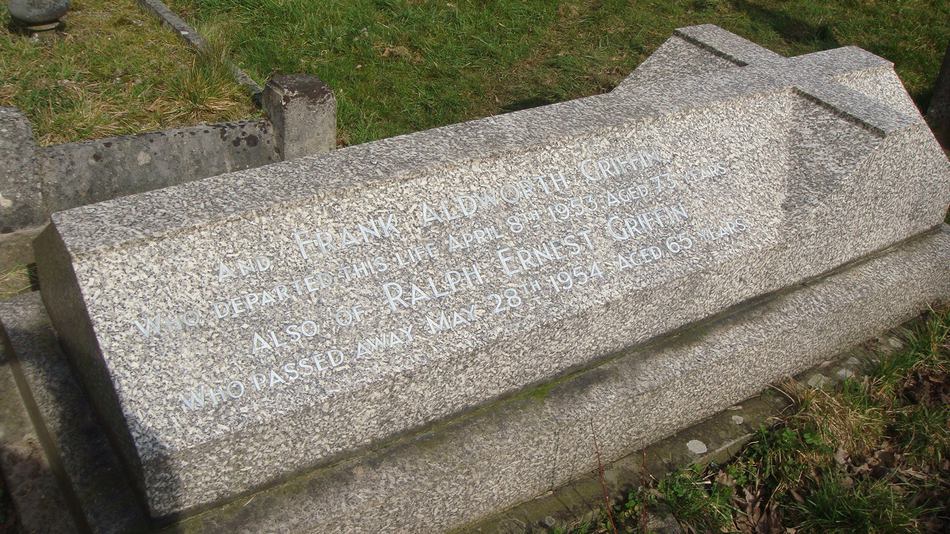 AND FRANK ALDWORTH GRIFFIN,
WHO DEPARTED THIS LIFE APRIL 8TH 1953, AGED 73 YEARS.
ALSO OF RALPH ERNEST GRIFFIN
WHO PASSED AWAY MAY 28TH 1954, AGED 65 YEARS.